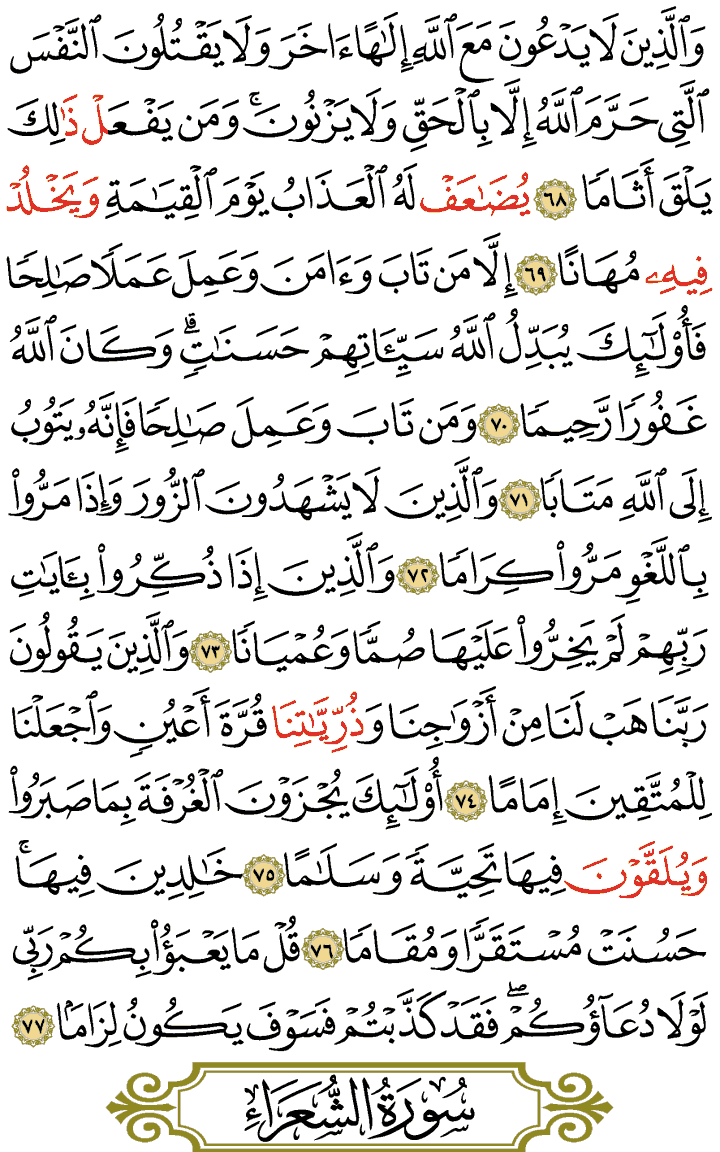 وَٱلَّذِينَ لَا يَدْعُونَ مَعَ ٱللَّهِ إِلَٰهًا ءَاخَرَ وَلَا يَقْتُلُونَ ٱلنَّفْسَ
ٱلَّتِى حَرَّمَ ٱللَّهُ إِلَّا بِٱلْحَقِّ وَلَا يَزْنُونَ ۚ وَمَن يَفْعَلْ ذَٰلِكَ
يَلْقَ أَثَامًا ٦٨ يُضَٰعَفْ لَهُ ٱلْعَذَابُ يَوْمَ ٱلْقِيَٰمَةِ وَيَخْلُدْ
فِيهِۦ مُهَانًا ٦٩ إِلَّا مَن تَابَ وَءَامَنَ وَعَمِلَ عَمَلًا صَٰلِحًا
فَأُو۟لَٰٓئِكَ يُبَدِّلُ ٱللَّهُ سَيِّـَٔاتِهِمْ حَسَنَٰتٍ ۗ وَكَانَ ٱللَّهُ
غَفُورًا رَّحِيمًا ٧٠ وَمَن تَابَ وَعَمِلَ صَٰلِحًا فَإِنَّهُۥ يَتُوبُ
إِلَى ٱللَّهِ مَتَابًا ٧١ وَٱلَّذِينَ لَا يَشْهَدُونَ ٱلزُّورَ وَإِذَا مَرُّوا۟
بِٱللَّغْوِ مَرُّوا۟ كِرَامًا ٧٢ وَٱلَّذِينَ إِذَا ذُكِّرُوا۟ بِـَٔايَٰتِ
رَبِّهِمْ لَمْ يَخِرُّوا۟ عَلَيْهَا صُمًّا وَعُمْيَانًا ٧٣ وَٱلَّذِينَ يَقُولُونَ
رَبَّنَا هَبْ لَنَا مِنْ أَزْوَٰجِنَا وَذُرِّيَّٰتِنَا قُرَّةَ أَعْيُنٍ وَٱجْعَلْنَا
لِلْمُتَّقِينَ إِمَامًا ٧٤ أُو۟لَٰٓئِكَ يُجْزَوْنَ ٱلْغُرْفَةَ بِمَا صَبَرُوا۟
وَيُلَقَّوْنَ فِيهَا تَحِيَّةً وَسَلَٰمًا ٧٥ خَٰلِدِينَ فِيهَا ۚ
حَسُنَتْ مُسْتَقَرًّا وَمُقَامًا ٧٦ قُلْ مَا يَعْبَؤُا۟ بِكُمْ رَبِّى
لَوْلَا دُعَآؤُكُمْ ۖ فَقَدْ كَذَّبْتُمْ فَسَوْفَ يَكُونُ لِزَامًۢا ٧٧
سُورَةُ الشُّعَرَاءِ